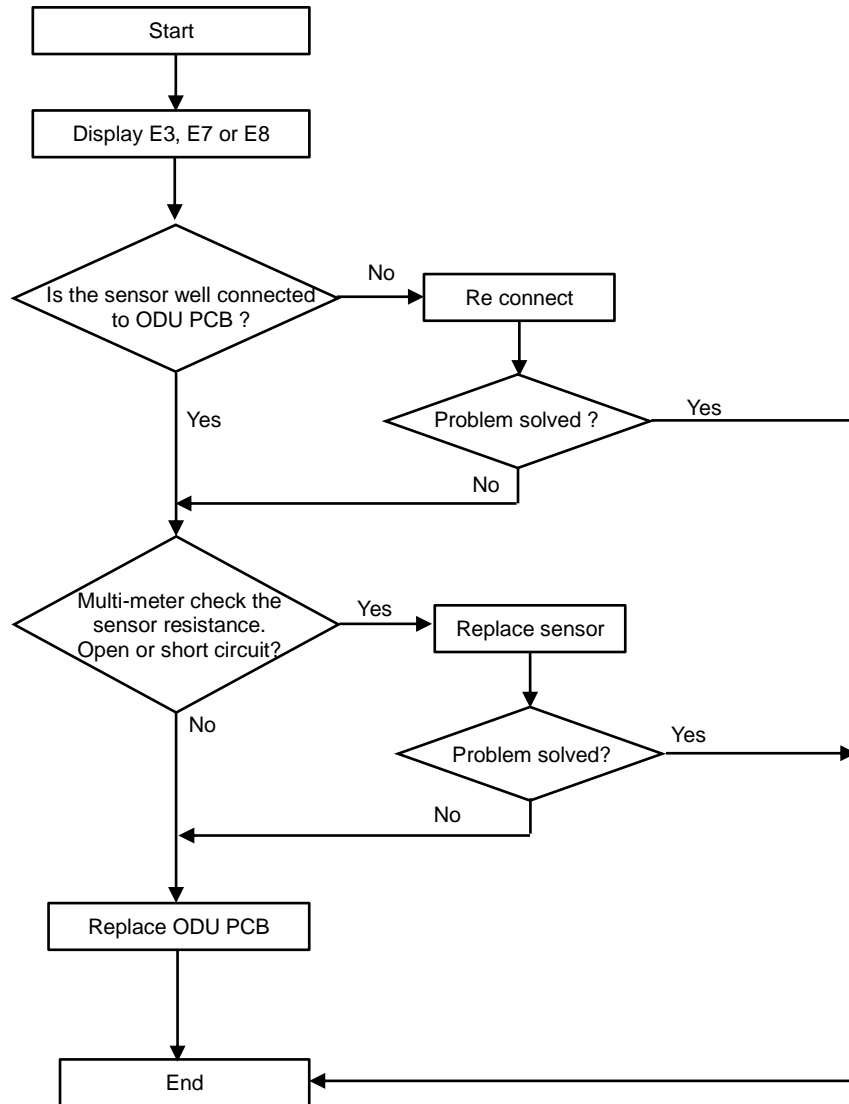 Start
Display E3, E7 or E8
Is the sensor well connected
to ODU PCB ?
No
Re connect
Yes
Problem solved ?
Yes
No
Multi-meter check the
sensor resistance.
Open or short circuit?
Yes
Replace sensor
No
Problem solved?
Yes
No
Replace ODU PCB
End